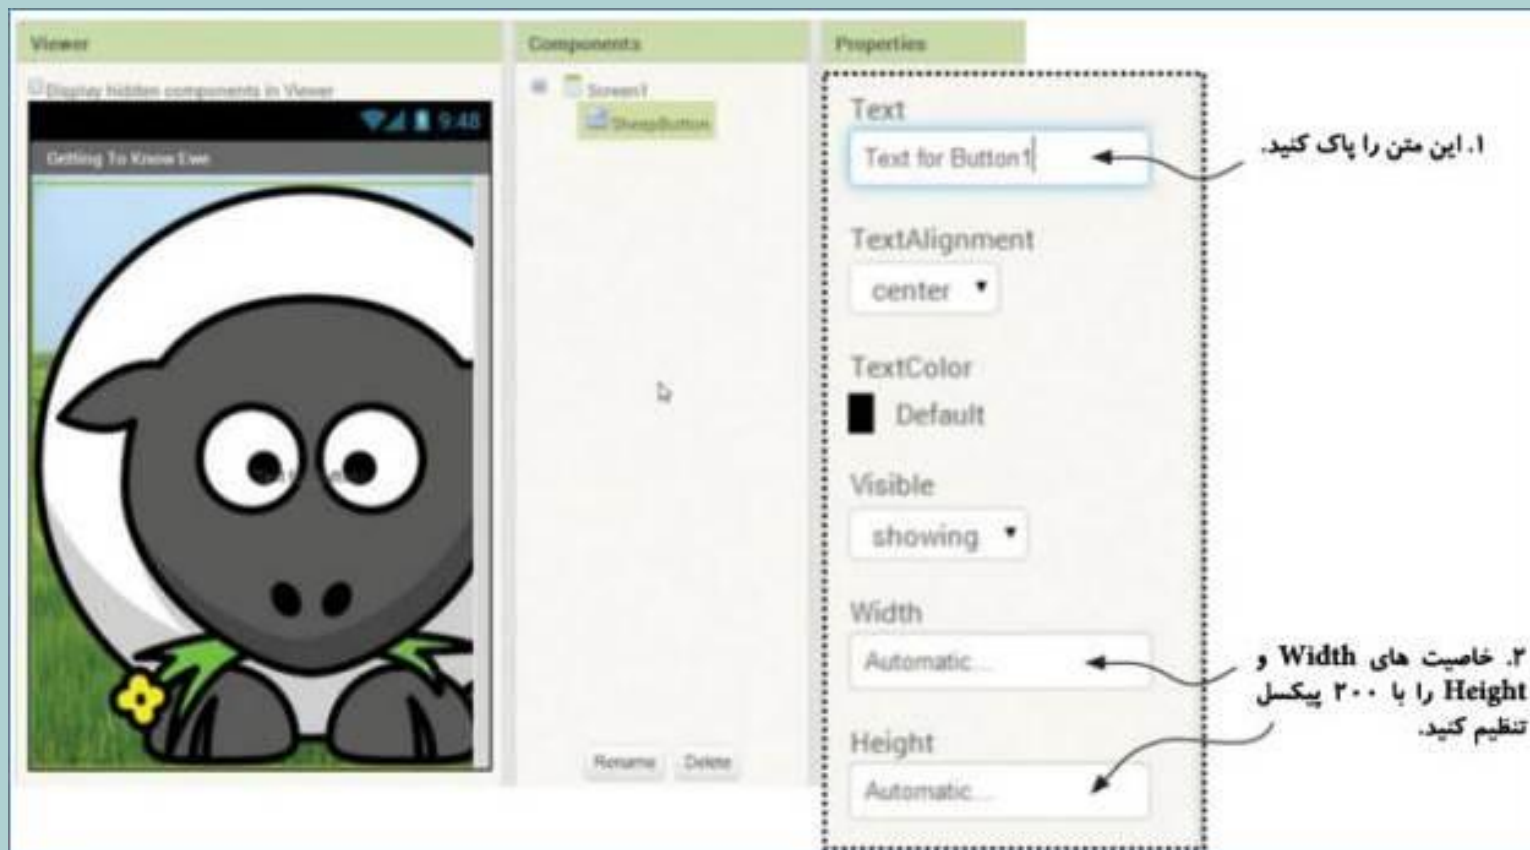 Viewer
Components
Properties
Display hidden components in Viewer
Screen1
SheepButton
9:48
Getting To Know Ewe
Text
Text for Button1
۱. این متن را پاک کنید.
TextAlignment
center
TextColor
Default
Visible
showing
Width
Automatic...
۲. خاصیت های Width و
Height را با ۲۰۰ پیکسل
تنظیم کنید.
Height
Automatic...
Rename
Delete